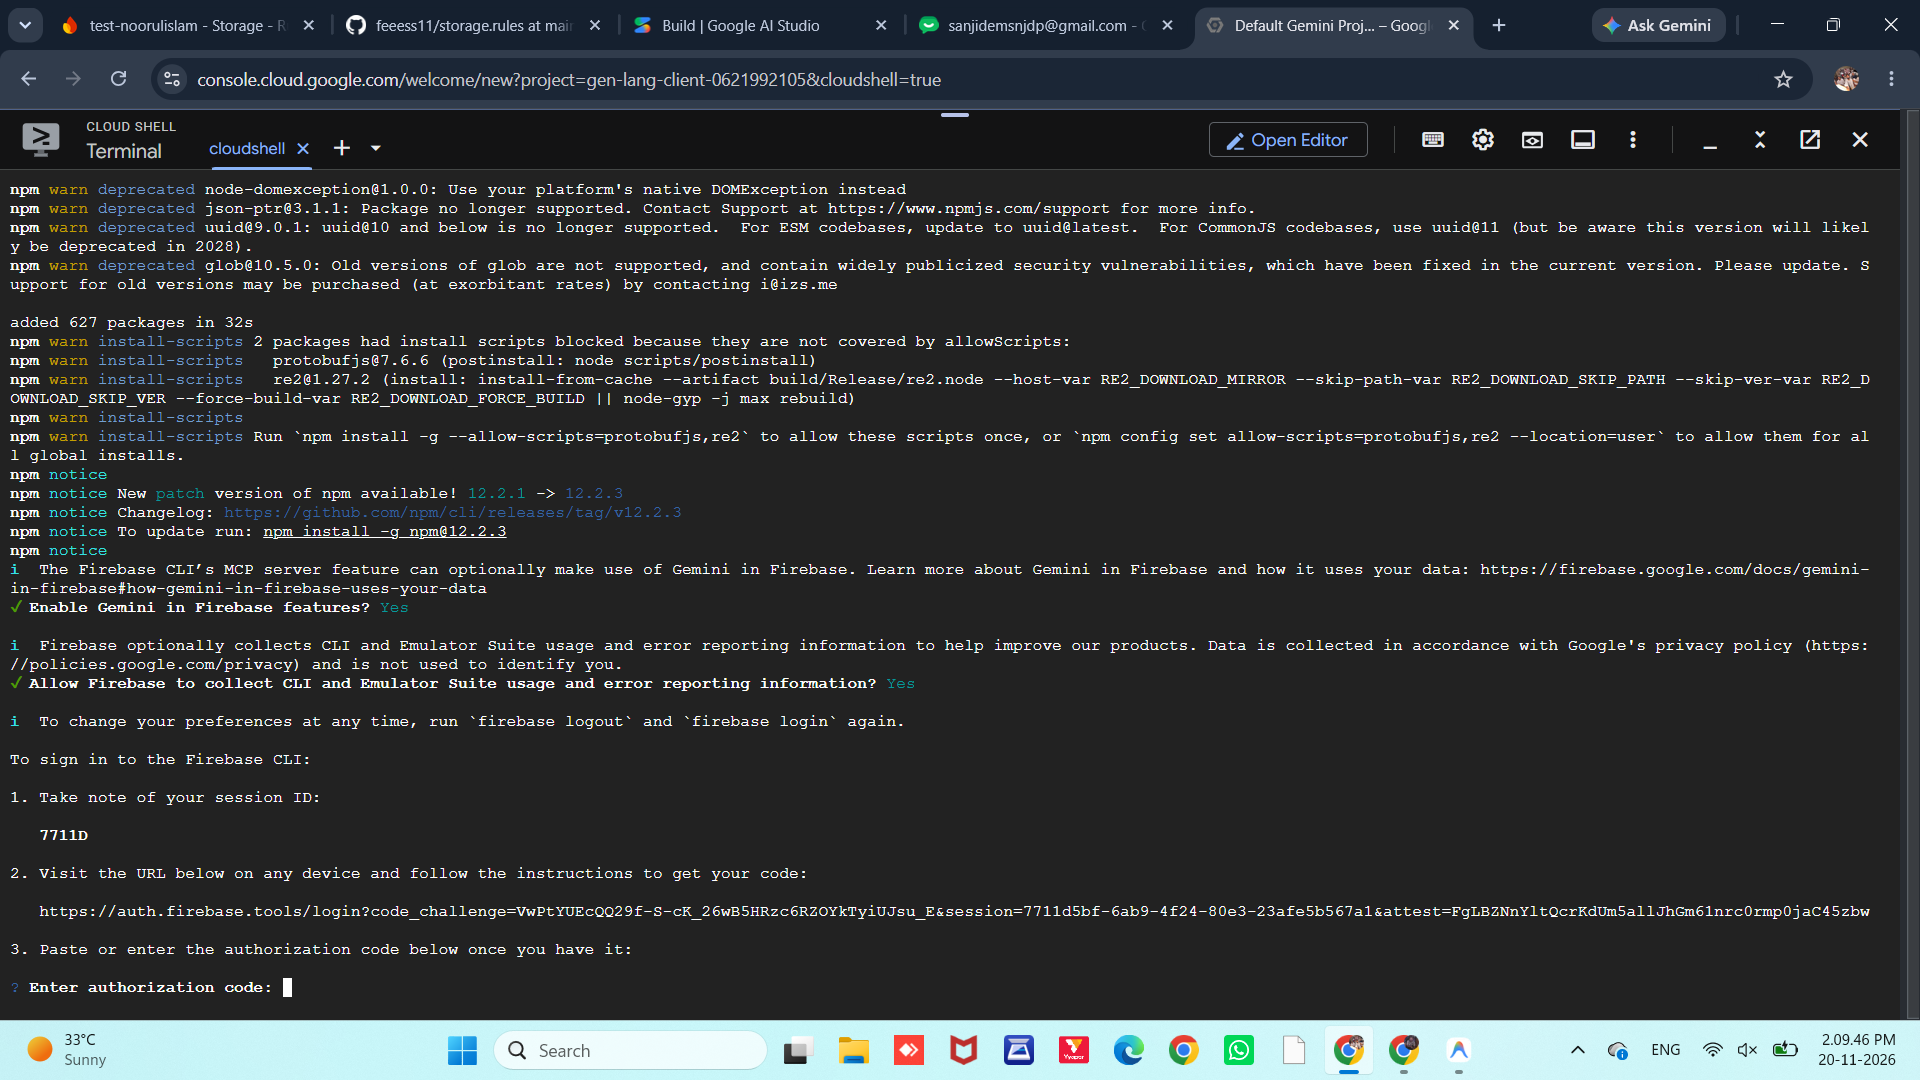 test-noorulislam - Storage - R
feeess11/storage.rules at mair
Build | Google AI Studio
sanjidemsnjdp@gmail.com -
Default Gemini Proj... – Googl
Ask Gemini
console.cloud.google.com/welcome/new?project=gen-lang-client-0621992105&cloudshell=true
CLOUD SHELL
Terminal
cloudshell
Open Editor
npm warn deprecated node-domexception@1.0.0: Use your platform's native DOMException instead
npm warn deprecated json-ptr@3.1.1: Package no longer supported. Contact Support at https://www.npmjs.com/support for more info.
npm warn deprecated uuid@9.0.1: uuid@10 and below is no longer supported.  For ESM codebases, update to uuid@latest.  For CommonJS codebases, use uuid@11 (but be aware this version will likel
y be deprecated in 2028).
npm warn deprecated glob@10.5.0: Old versions of glob are not supported, and contain widely publicized security vulnerabilities, which have been fixed in the current version. Please update. S
upport for old versions may be purchased (at exorbitant rates) by contacting i@izs.me
added 627 packages in 32s
npm warn install-scripts 2 packages had install scripts blocked because they are not covered by allowScripts:
npm warn install-scripts   protobufjs@7.6.6 (postinstall: node scripts/postinstall)
npm warn install-scripts   re2@1.27.2 (install: install-from-cache --artifact build/Release/re2.node --host-var RE2_DOWNLOAD_MIRROR --skip-path-var RE2_DOWNLOAD_SKIP_PATH --skip-ver-var RE2_D
OWNLOAD_SKIP_VER --force-build-var RE2_DOWNLOAD_FORCE_BUILD || node-gyp -j max rebuild)
npm warn install-scripts
npm warn install-scripts Run `npm install -g --allow-scripts=protobufjs,re2` to allow these scripts once, or `npm config set allow-scripts=protobufjs,re2 --location=user` to allow them for al
l global installs.
npm notice
npm notice New patch version of npm available! 12.2.1 -> 12.2.3
npm notice Changelog: https://github.com/npm/cli/releases/tag/v12.2.3
npm notice To update run: npm install -g npm@12.2.3
npm notice
i  The Firebase CLI’s MCP server feature can optionally make use of Gemini in Firebase. Learn more about Gemini in Firebase and how it uses your data: https://firebase.google.com/docs/gemini-
in-firebase#how-gemini-in-firebase-uses-your-data
✓ Enable Gemini in Firebase features? Yes
i  Firebase optionally collects CLI and Emulator Suite usage and error reporting information to help improve our products. Data is collected in accordance with Google's privacy policy (https:
//policies.google.com/privacy) and is not used to identify you.
✓ Allow Firebase to collect CLI and Emulator Suite usage and error reporting information? Yes
i  To change your preferences at any time, run `firebase logout` and `firebase login` again.
To sign in to the Firebase CLI:
1. Take note of your session ID:
7711D
2. Visit the URL below on any device and follow the instructions to get your code:
https://auth.firebase.tools/login?code_challenge=VwPtYUEcQQ29f-S-cK_26wB5HRzc6RZOYkTyiUJsu_E&session=7711d5bf-6ab9-4f24-80e3-23afe5b567a1&attest=FgLBZNnYltQcrKdUm5allJhGm61nrc0rmp0jaC45zbw
3. Paste or enter the authorization code below once you have it:
? Enter authorization code:
33°C
Sunny
Search
ENG
2.09.46 PM
20-11-2026